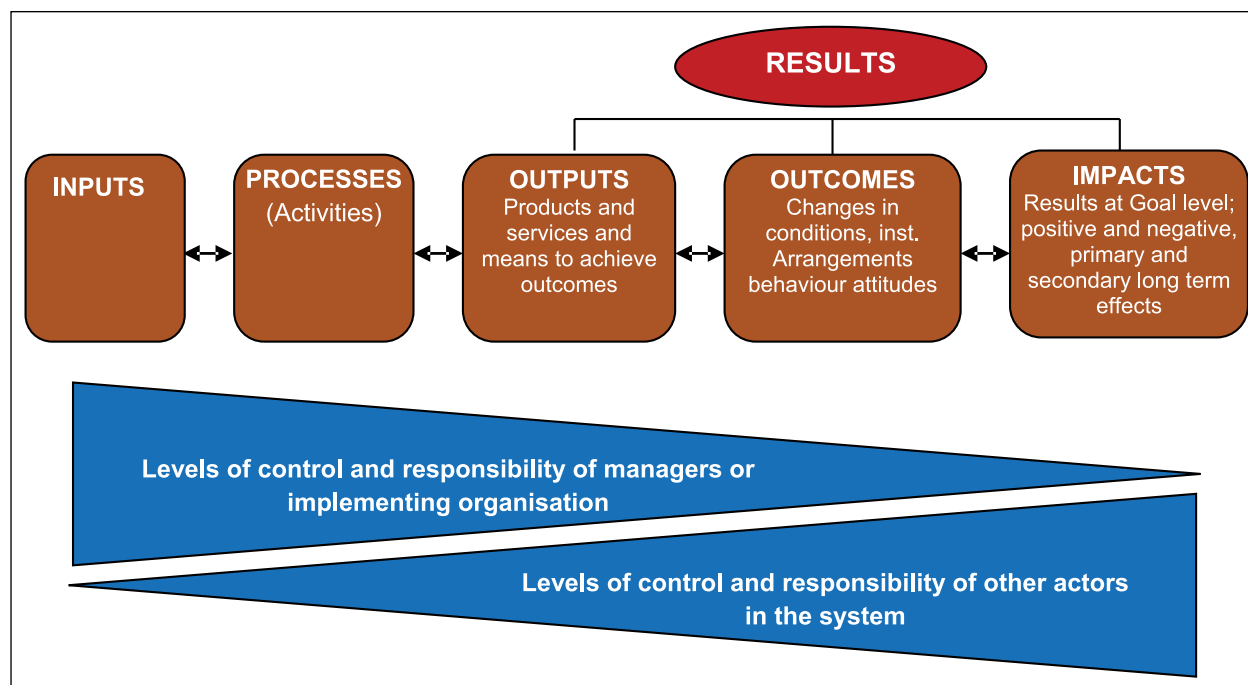 RESULTS
INPUTS
PROCESSES
(Activities)
OUTPUTS
Products and
services and
means to achieve
outcomes
OUTCOMES
Changes in
conditions, inst.
Arrangements
behaviour attitudes
IMPACTS
Results at Goal level;
positive and negative,
primary and
secondary long term
effects
Levels of control and responsibility of managers or
implementing organisation
Levels of control and responsibility of other actors
in the system